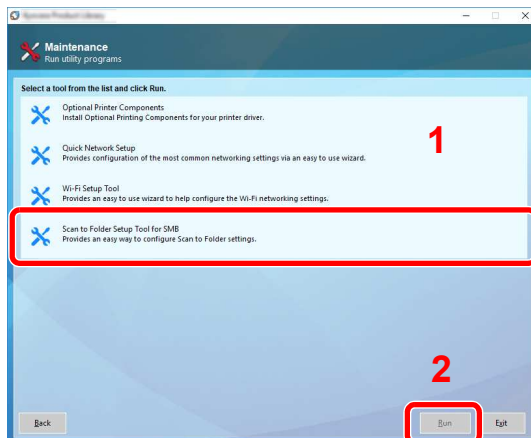 Maintenance
Run utility programs
Select a tool from the list and click Run.
Optional Printer Components
Install Optional Printing Components for your printer driver.
1
Quick Network Setup
Provides configuration of the most common networking settings via an easy to use wizard.
Wi-Fi Setup Tool
Provides an easy to use wizard to help configure the Wi-Fi networking settings.
Scan to Folder Setup Tool for SMB
Provides an easy way to configure Scan to Folder settings.
2
Back
Run
Exit